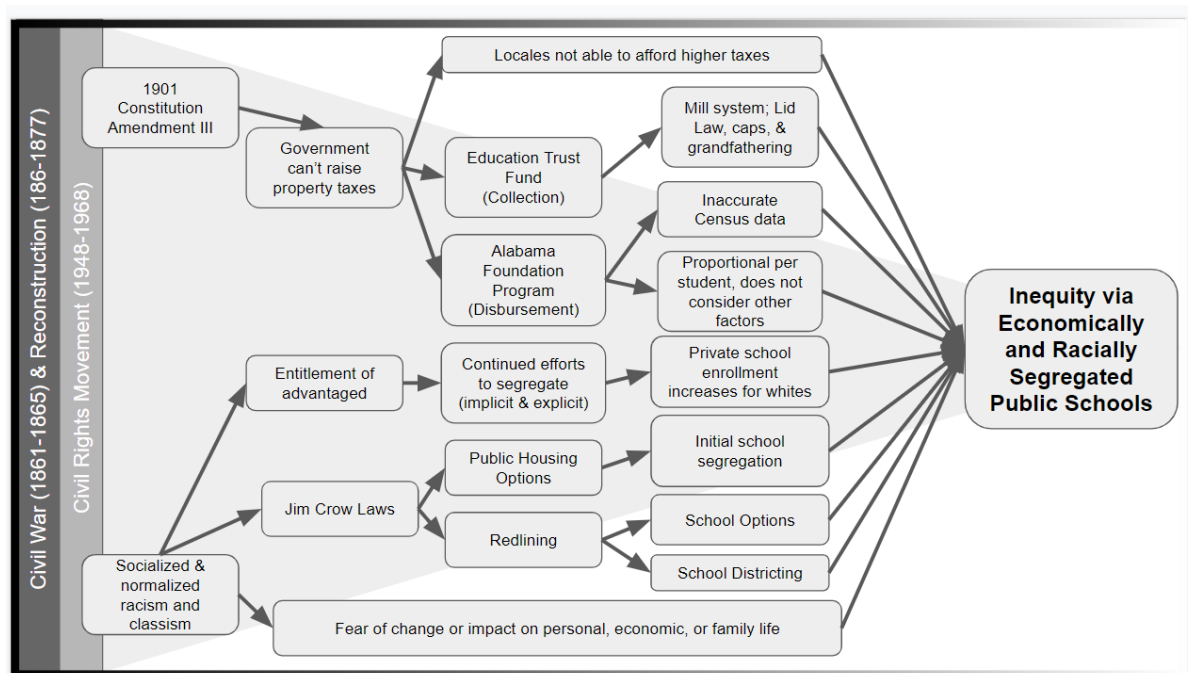 Civil War (1861-1865) & Reconstruction (186-1877)
Civil Rights Movement (1948-1968)
1901
Constitution
Amendment III
Government
can't raise
property taxes
Locales not able to afford higher taxes
Education Trust
Fund
(Collection)
Mill system; Lid
Law, caps, &
grandfathering
Alabama
Foundation
Program
(Disbursement)
Inaccurate
Census data
Proportional per
student, does not
consider other
factors
Socialized &
normalized
racism and
classism
Entitlement of
advantaged
Continued efforts
to segregate
(implicit & explicit)
Private school
enrollment
increases for whites
Jim Crow Laws
Public Housing
Options
Initial school
segregation
Redlining
School Options
School Districting
Fear of change or impact on personal, economic, or family life
Inequity via
Economically
and Racially
Segregated
Public Schools